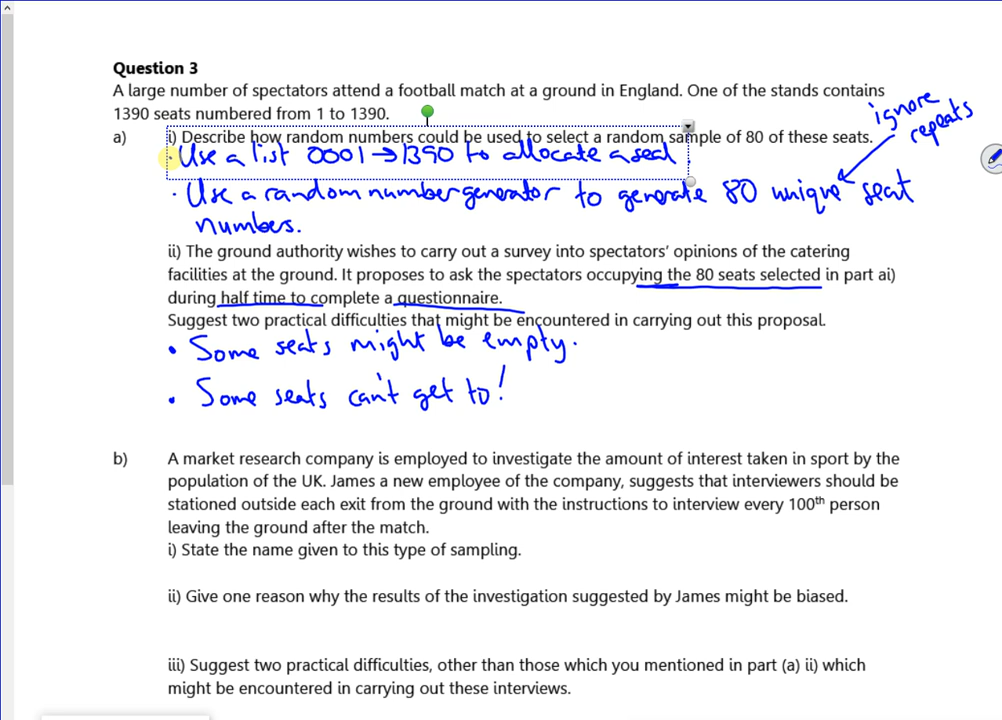 Question 3
A large number of spectators attend a football match at a ground in England. One of the stands contains
1390 seats numbered from 1 to 1390.
ignore
repeats
a) i) Describe how random numbers could be used to select a random sample of 80 of these seats.
· Use a list 0001 → 1390 to allocate a seat.
· Use a random number generator to generate 80 unique seat
numbers.
ii) The ground authority wishes to carry out a survey into spectators' opinions of the catering
facilities at the ground. It proposes to ask the spectators occupying the 80 seats selected in part ai)
during half time to complete a questionnaire.
Suggest two practical difficulties that might be encountered in carrying out this proposal.
• Some seats might be empty.
• Some seats can't get to!
b) A market research company is employed to investigate the amount of interest taken in sport by the
population of the UK. James a new employee of the company, suggests that interviewers should be
stationed outside each exit from the ground with the instructions to interview every 100th person
leaving the ground after the match.
i) State the name given to this type of sampling.
ii) Give one reason why the results of the investigation suggested by James might be biased.
iii) Suggest two practical difficulties, other than those which you mentioned in part (a) ii) which
might be encountered in carrying out these interviews.